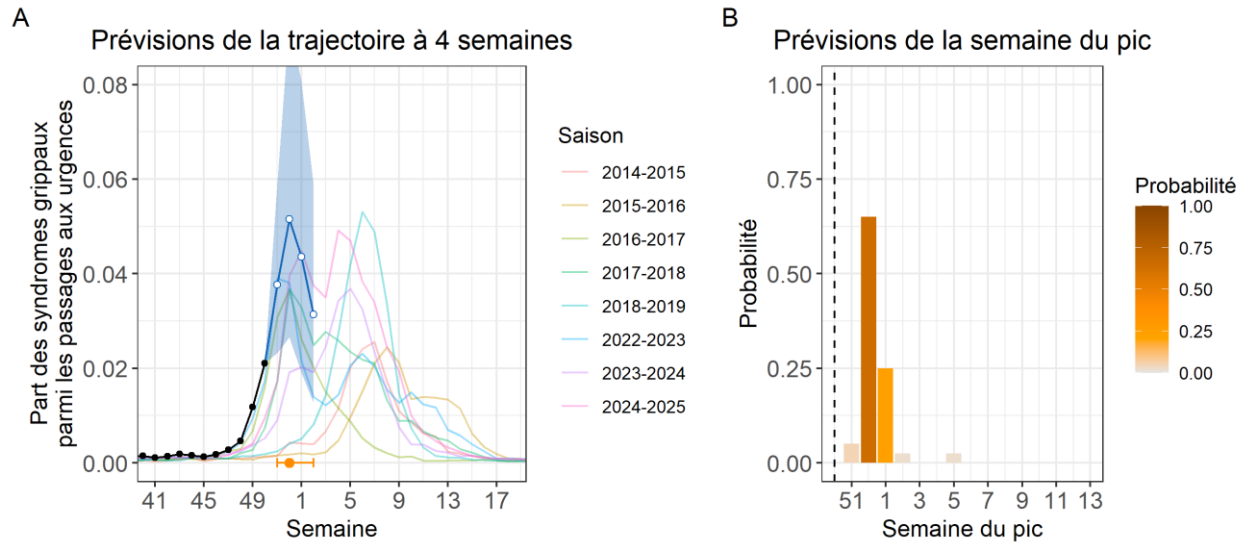 A
Prévisions de la trajectoire à 4 semaines
Part des syndromes grippaux
parmi les passages aux urgences
0.08
0.06
0.04
0.02
0.00
41 45 49 1 5 9 13 17
Semaine
Saison
2014-2015
2015-2016
2016-2017
2017-2018
2018-2019
2022-2023
2023-2024
2024-2025
B
Prévisions de la semaine du pic
Probabilité
1.00
0.75
0.50
0.25
0.00
51 1 3 5 7 9 11 13
Semaine du pic
Probabilité
1.00
0.75
0.50
0.25
0.00